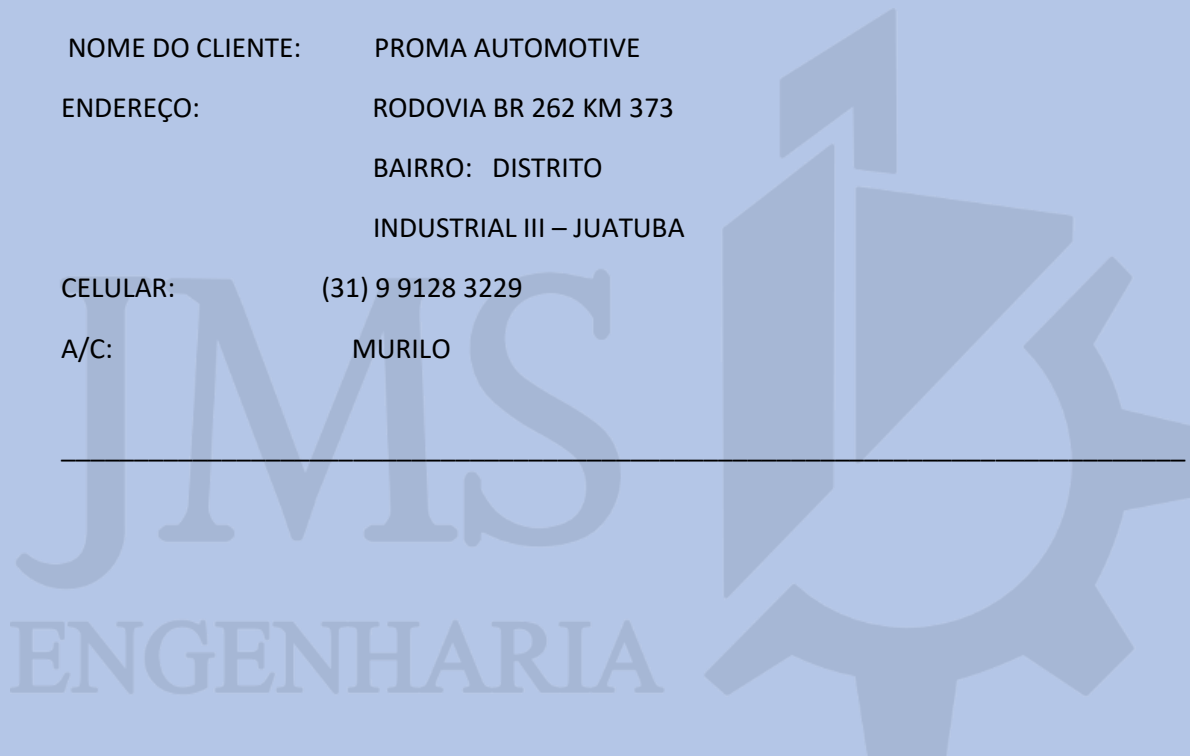 NOME DO CLIENTE: PROMA AUTOMOTIVE
ENDEREÇO: RODOVIA BR 262 KM 373
BAIRRO: DISTRITO
INDUSTRIAL III – JUATUBA
CELULAR: (31) 9 9128 3229
A/C: MURILO
JMS
ENGENHARIA